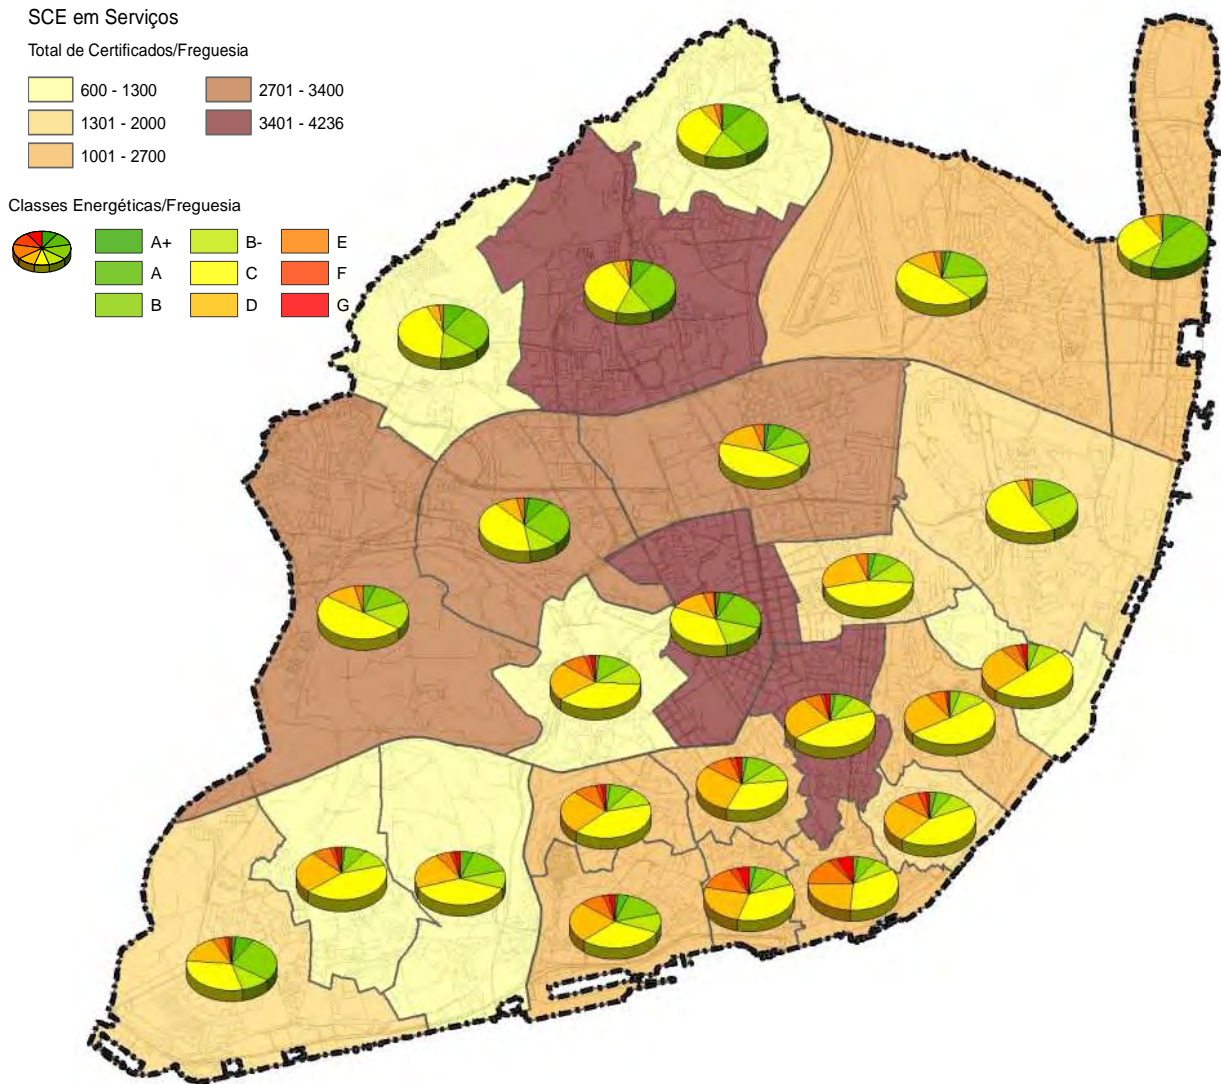 SCE em Serviços
Total de Certificados/Freguesia
600 - 1300
2701 - 3400
1301 - 2000
3401 - 4236
1001 - 2700
Classes Energéticas/Freguesia
A+
B-
E
A
C
F
B
D
G